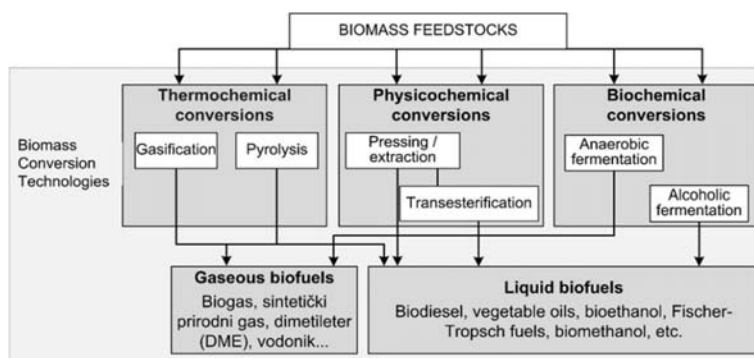 BIOMASS FEEDSTOCKS
Thermochemical
conversions
Physicochemical
conversions
Biochemical
conversions
Biomass
Conversion
Technologies
Gasification
Pyrolysis
Pressing /
extraction
Transesterification
Anaerobic
fermentation
Alcoholic
fermentation
Gaseous biofuels
Biogas, sintetički
prirodni gas, dimetileter
(DME), vodonik...
Liquid biofuels
Biodiesel, vegetable oils, bioethanol, Fischer-
Tropsch fuels, biomethanol, etc.